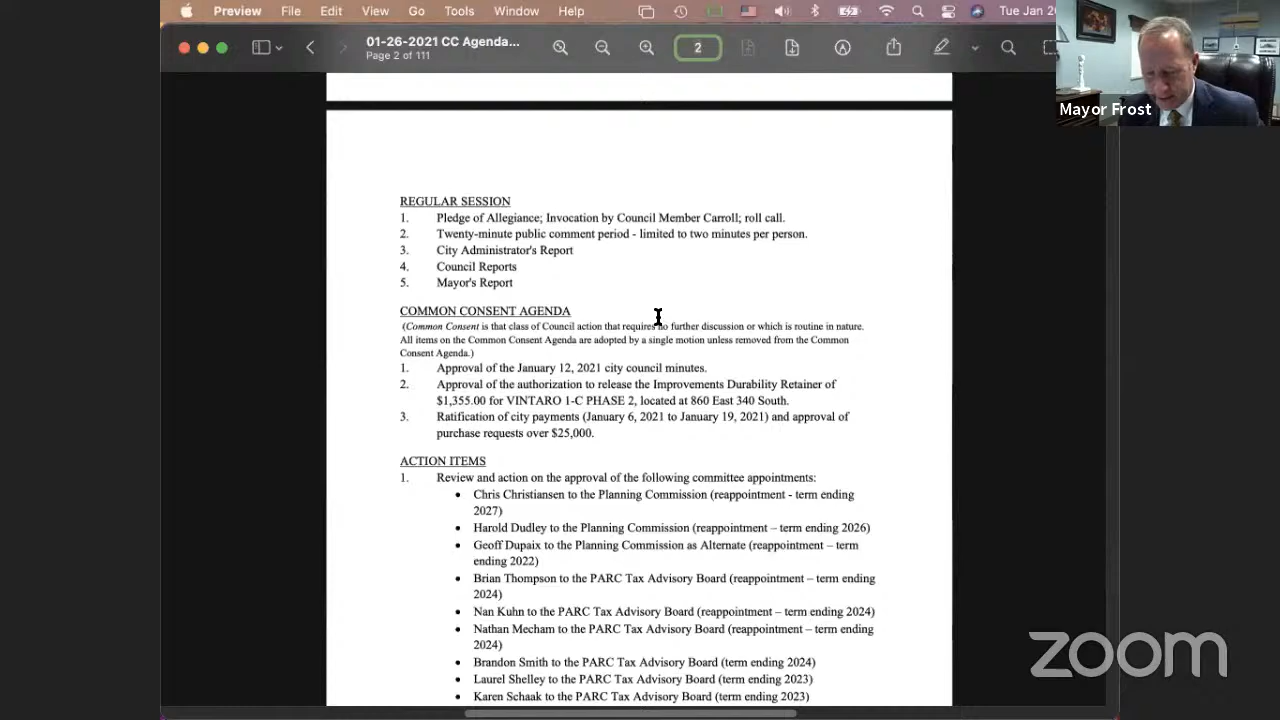 Preview File Edit View Go Tools Window Help Tue Jan 2
01-26-2021 CC Agenda...
Page 2 of 111
2
Mayor Frost
REGULAR SESSION
1. Pledge of Allegiance; Invocation by Council Member Carroll; roll call.
2. Twenty-minute public comment period - limited to two minutes per person.
3. City Administrator's Report
4. Council Reports
5. Mayor's Report
COMMON CONSENT AGENDA
(Common Consent is that class of Council action that requires no further discussion or which is routine in nature.
All items on the Common Consent Agenda are adopted by a single motion unless removed from the Common
Consent Agenda.)
1. Approval of the January 12, 2021 city council minutes.
2. Approval of the authorization to release the Improvements Durability Retainer of
$1,355.00 for VINTARO 1-C PHASE 2, located at 860 East 340 South.
3. Ratification of city payments (January 6, 2021 to January 19, 2021) and approval of
purchase requests over $25,000.
ACTION ITEMS
1. Review and action on the approval of the following committee appointments:
• Chris Christiansen to the Planning Commission (reappointment - term ending
2027)
• Harold Dudley to the Planning Commission (reappointment – term ending 2026)
• Geoff Dupaix to the Planning Commission as Alternate (reappointment – term
ending 2022)
• Brian Thompson to the PARC Tax Advisory Board (reappointment – term ending
2024)
• Nan Kuhn to the PARC Tax Advisory Board (reappointment – term ending 2024)
• Nathan Mecham to the PARC Tax Advisory Board (reappointment – term ending
2024)
• Brandon Smith to the PARC Tax Advisory Board (term ending 2024)
• Laurel Shelley to the PARC Tax Advisory Board (term ending 2023)
• Karen Schaak to the PARC Tax Advisory Board (term ending 2023)
zoom